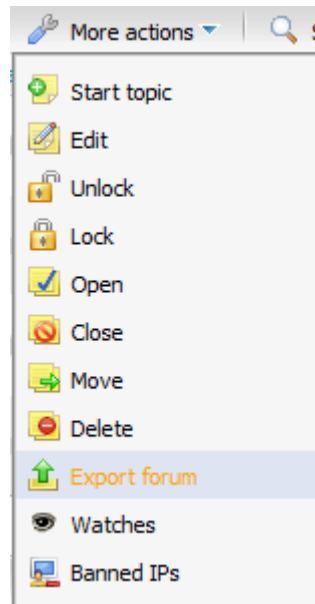 More actions
Start topic
Edit
Unlock
Lock
Open
Close
Move
Delete
Export forum
Watches
Banned IPs